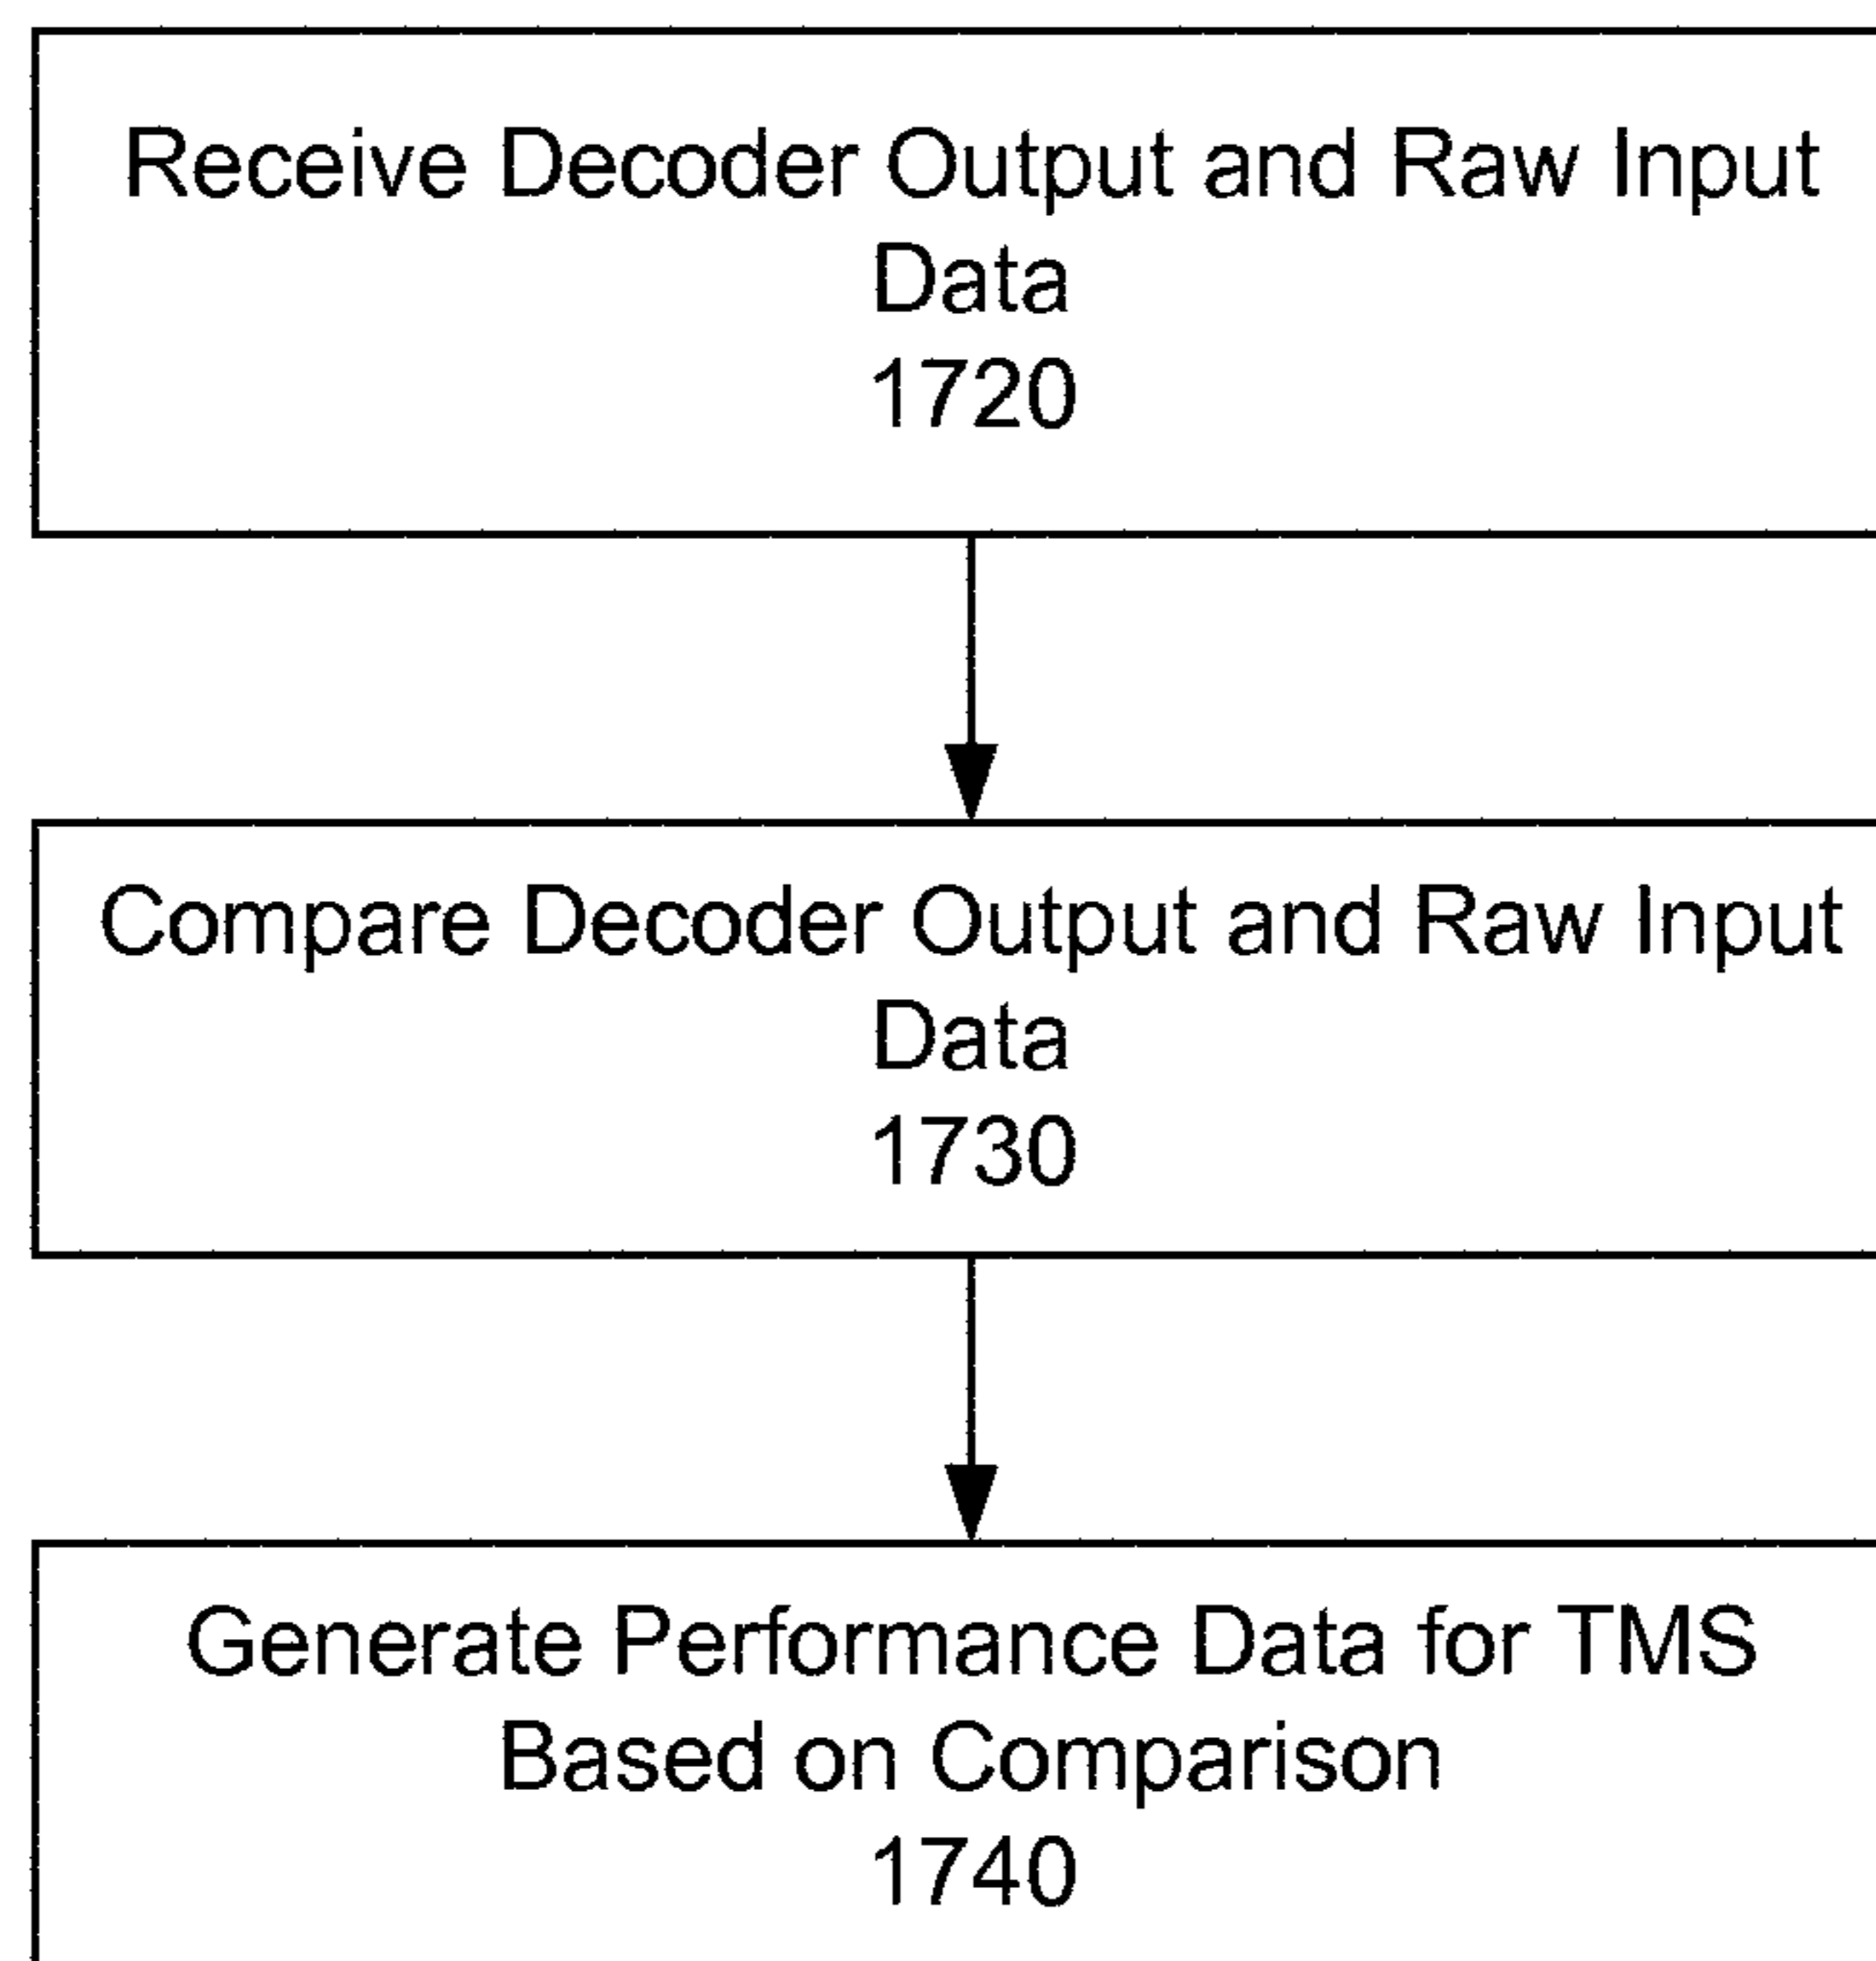 Receive Decoder Output and Raw Input
Data
1720
Compare Decoder Output and Raw Input
Data
1730
Generate Performance Data for TMS
Based on Comparison
1740